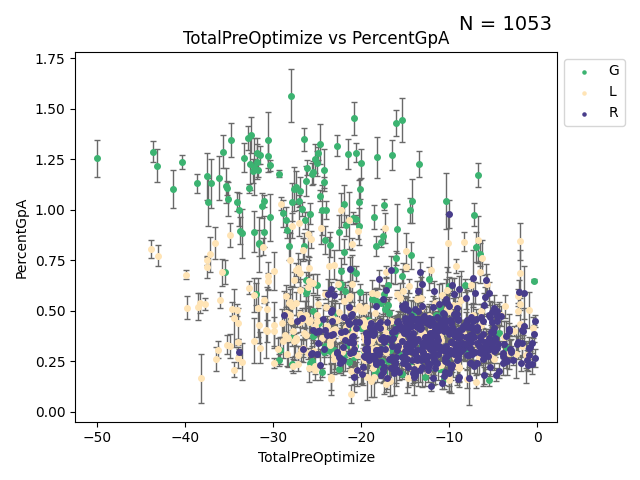 N = 1053
TotalPreOptimize vs PercentGpA
G
L
R
PercentGpA
1.75
1.50
1.25
1.00
0.75
0.50
0.25
0.00
−50
−40
−30
−20
−10
0
TotalPreOptimize